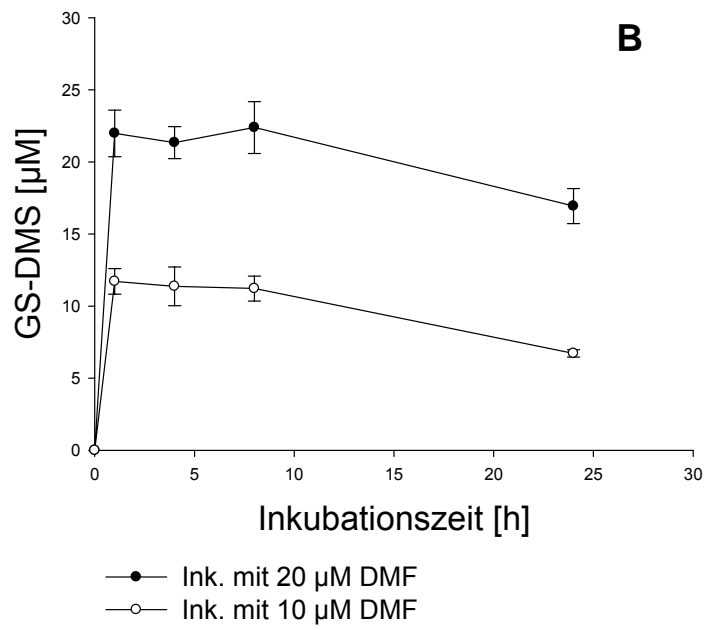 B
30
25
20
15
10
5
0
GS-DMS [µM]
0 5 10 15 20 25 30
Inkubationszeit [h]
Ink. mit 20 µM DMF
Ink. mit 10 µM DMF